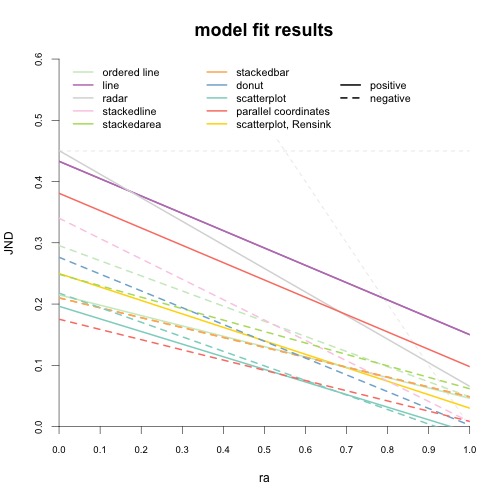 model fit results
ordered line
line
radar
stackedline
stackedarea
stackedbar
donut
scatterplot
parallel coordinates
scatterplot, Rensink
positive
negative
JND
0.6
0.5
0.4
0.3
0.2
0.1
0.0
0.0 0.1 0.2 0.3 0.4 0.5 0.6 0.7 0.8 0.9 1.0
ra